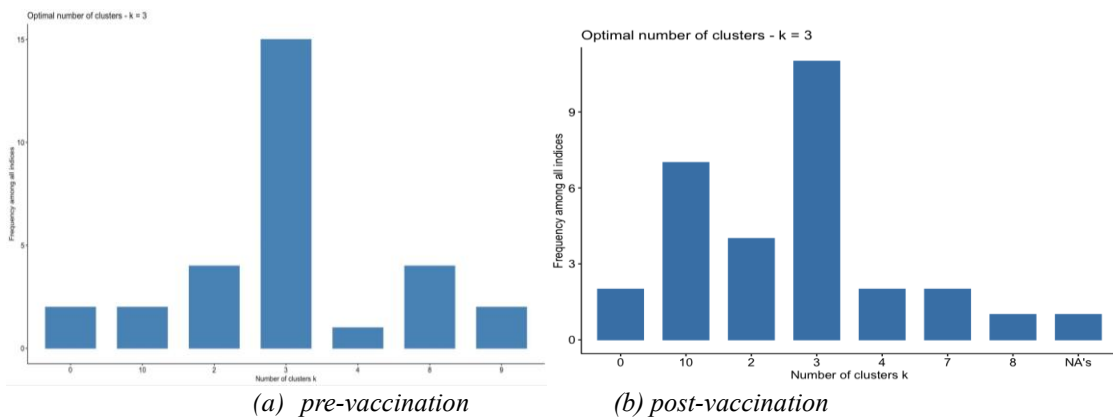 Optimal number of clusters - k = 3
Frequency among all indices
15
10
5
0
0 10 2 3 4 8 9
Number of clusters k
(a) pre-vaccination
Optimal number of clusters - k = 3
Frequency among all indices
9
6
3
0
0 10 2 3 4 7 8 NA's
Number of clusters k
(b) post-vaccination